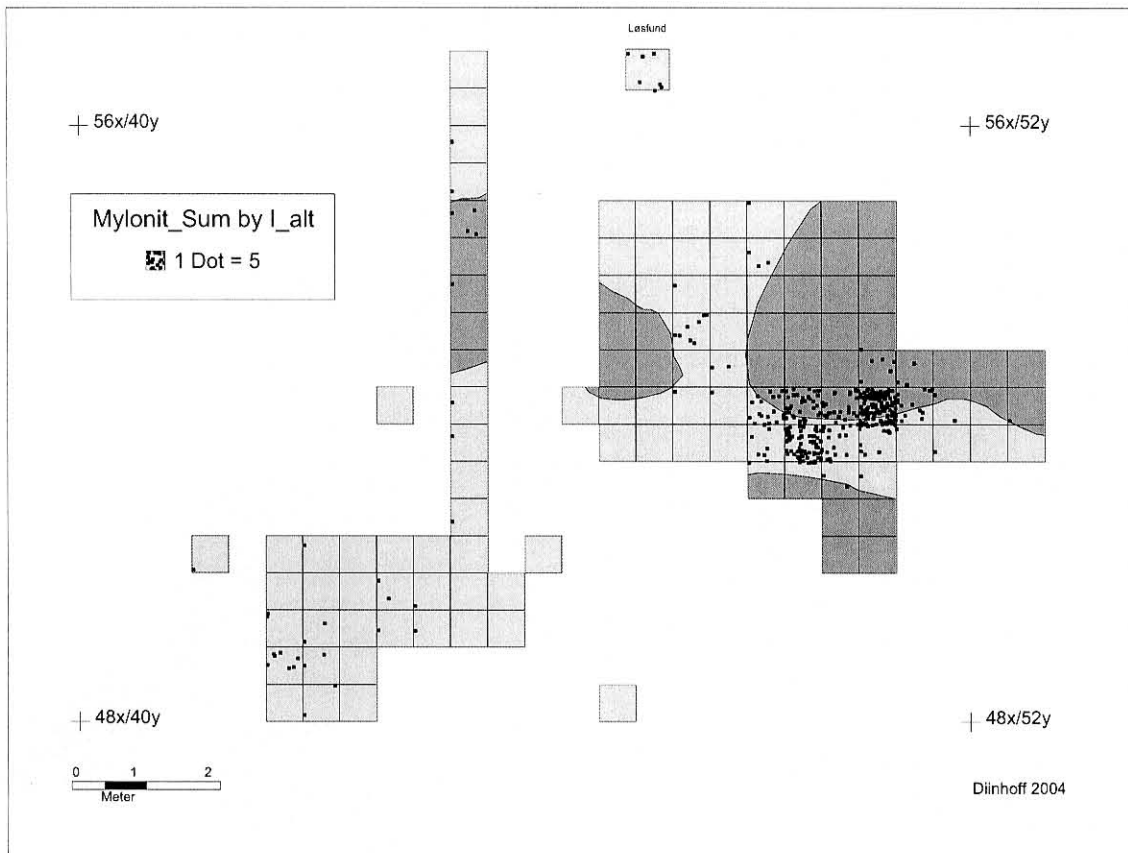 Løsfund
56x/40y
56x/52y
Mylonit_Sum by I_alt
1 Dot = 5
48x/40y
48x/52y
0 1 2
Meter
Diinhoff 2004